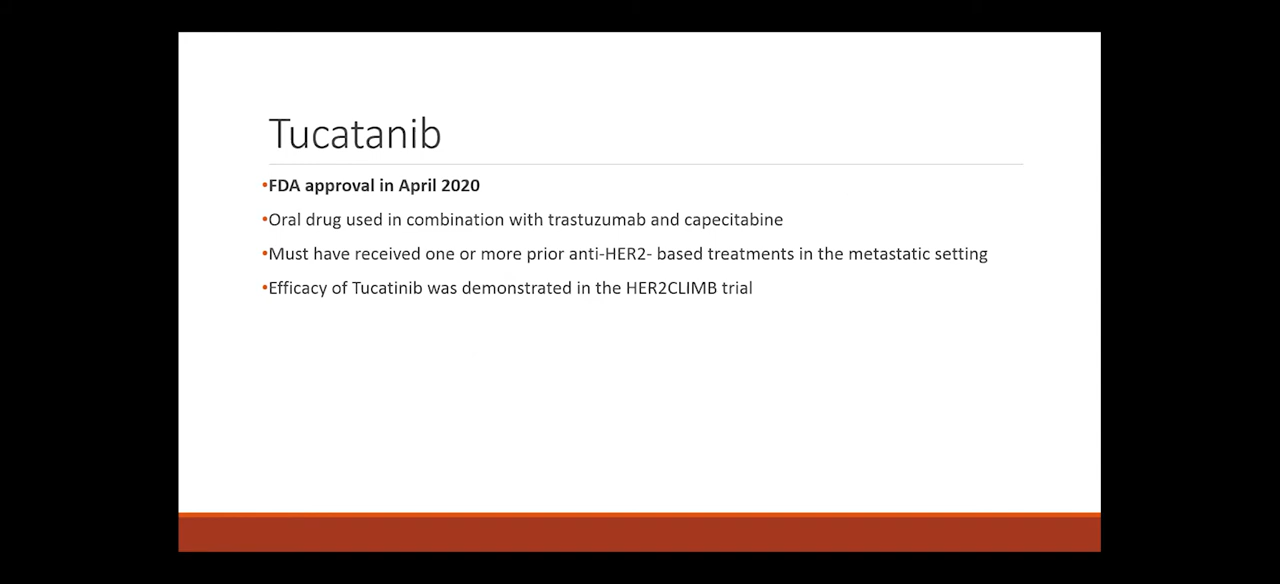 Tucatanib
•FDA approval in April 2020
•Oral drug used in combination with trastuzumab and capecitabine
•Must have received one or more prior anti-HER2- based treatments in the metastatic setting
•Efficacy of Tucatinib was demonstrated in the HER2CLIMB trial